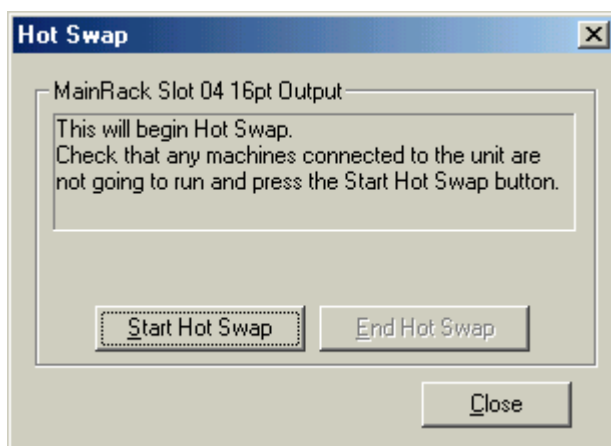 Hot Swap
MainRack Slot 04 16pt Output
This will begin Hot Swap.
Check that any machines connected to the unit are
not going to run and press the Start Hot Swap button.
Start Hot Swap
End Hot Swap
Close